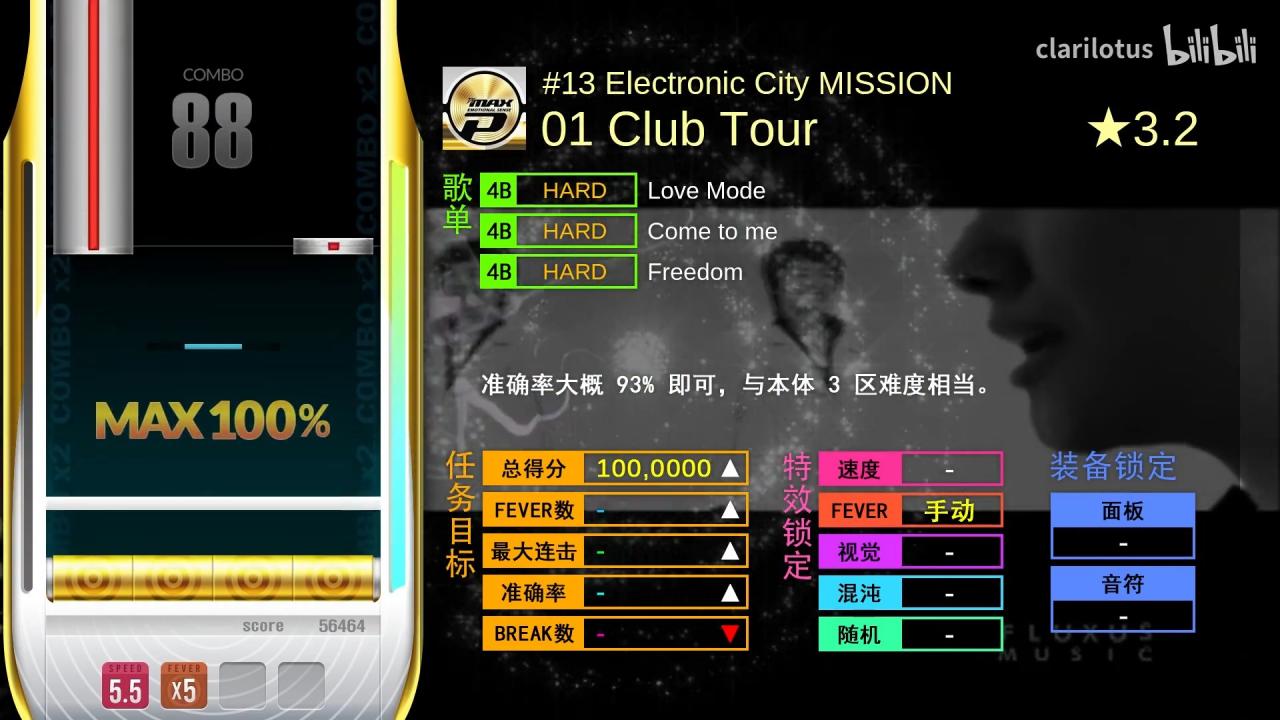 clarilotus bilibili
COMBO
88
#13 Electronic City MISSION
01 Club Tour
★3.2
歌单
4B HARD Love Mode
4B HARD Come to me
4B HARD Freedom
准确率大概 93% 即可，与本体 3 区难度相当。
MAX 100%
任务目标
总得分 100,0000 ▲
FEVER数 - ▲
最大连击 - ▲
准确率 - ▲
BREAK数 - ▼
特效锁定
速度 -
FEVER 手动
视觉 -
混沌 -
随机 -
装备锁定
面板
-
音符
-
score 56464
SPEED
5.5
FEVER
x5
FLUXUS
MUSIC